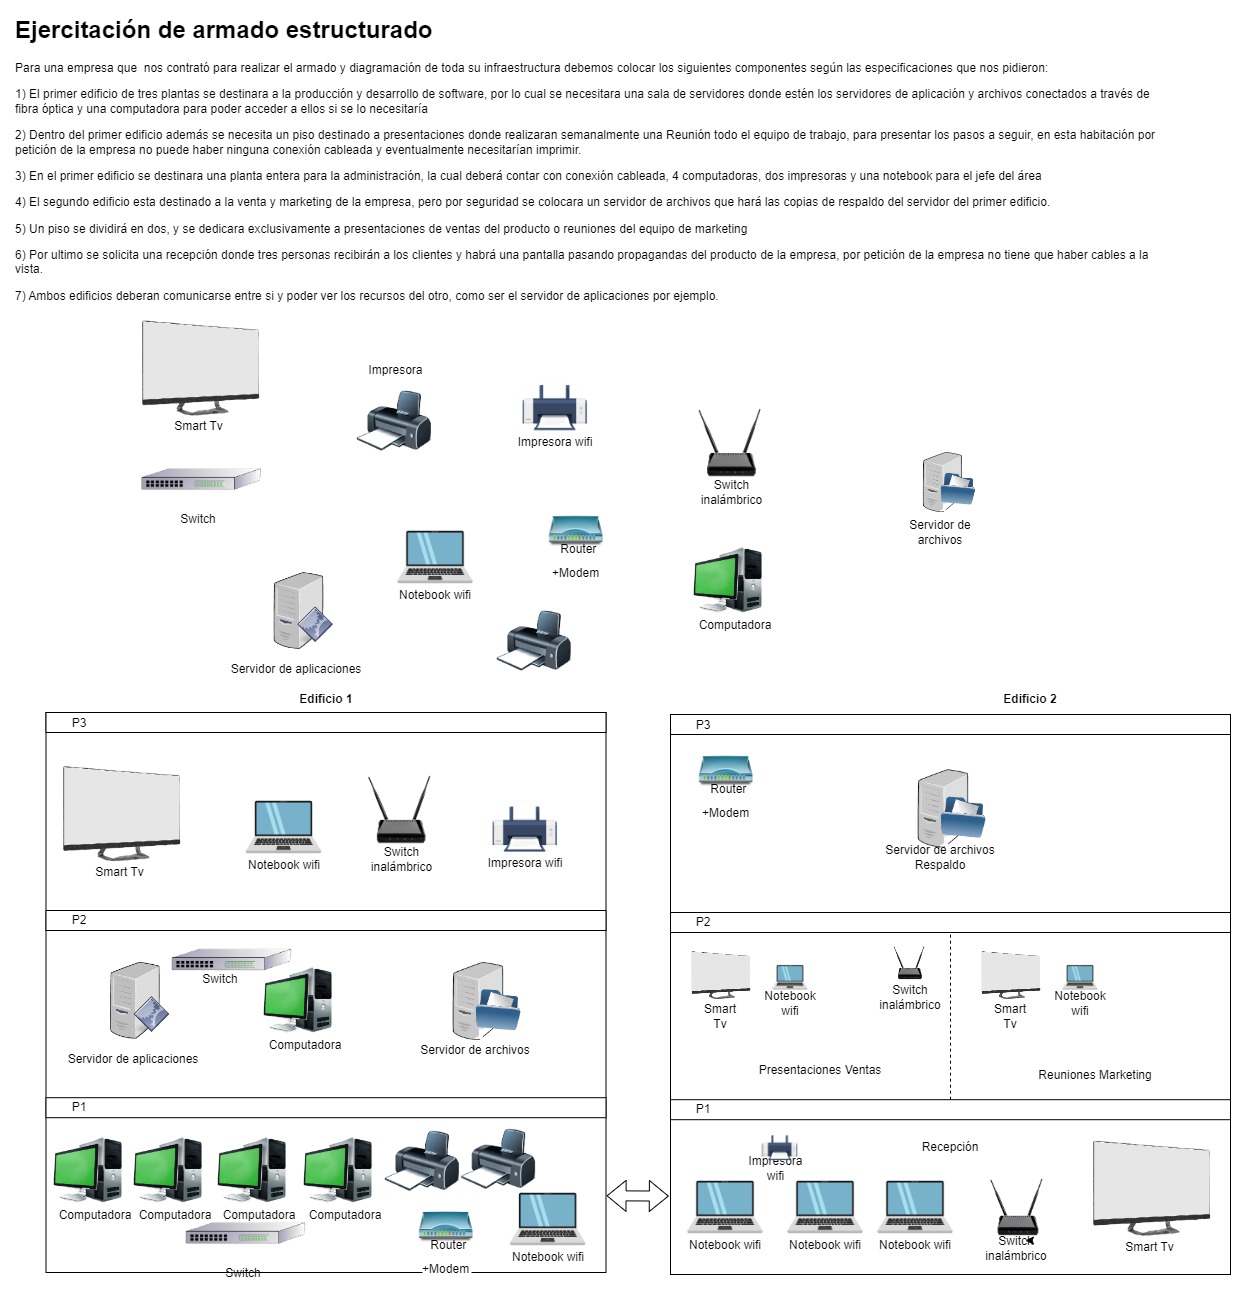 Ejercitación de armado estructurado
Para una empresa que  nos contrató para realizar el armado y diagramación de toda su infraestructura debemos colocar los siguientes componentes según las especificaciones que nos pidieron:
1) El primer edificio de tres plantas se destinara a la producción y desarrollo de software, por lo cual se necesitara una sala de servidores donde estén los servidores de aplicación y archivos conectados a través de
fibra óptica y una computadora para poder acceder a ellos si se lo necesitaría
2) Dentro del primer edificio además se necesita un piso destinado a presentaciones donde realizaran semanalmente una Reunión todo el equipo de trabajo, para presentar los pasos a seguir, en esta habitación por
petición de la empresa no puede haber ninguna conexión cableada y eventualmente necesitarían imprimir.
3) En el primer edificio se destinara una planta entera para la administración, la cual deberá contar con conexión cableada, 4 computadoras, dos impresoras y una notebook para el jefe del área
4) El segundo edificio esta destinado a la venta y marketing de la empresa, pero por seguridad se colocara un servidor de archivos que hará las copias de respaldo del servidor del primer edificio.
5) Un piso se dividirá en dos, y se dedicara exclusivamente a presentaciones de ventas del producto o reuniones del equipo de marketing
6) Por ultimo se solicita una recepción donde tres personas recibirán a los clientes y habrá una pantalla pasando propagandas del producto de la empresa, por petición de la empresa no tiene que haber cables a la
vista.
7) Ambos edificios deberan comunicarse entre si y poder ver los recursos del otro, como ser el servidor de aplicaciones por ejemplo.
Impresora
Smart Tv
Impresora wifi
Switch
inalámbrico
Switch
Servidor de
archivos
Router
+Modem
Notebook wifi
Computadora
Servidor de aplicaciones
Edificio 1
P3
Smart Tv
Notebook wifi
Switch
inalámbrico
Impresora wifi
P2
Switch
Servidor de aplicaciones
Computadora
Servidor de archivos
P1
Computadora
Computadora
Computadora
Computadora
Switch
Router
+Modem
Notebook wifi
Edificio 2
P3
Router
+Modem
Servidor de archivos
Respaldo
P2
Smart
Tv
Notebook
wifi
Switch
inalámbrico
Smart
Tv
Notebook
wifi
Presentaciones Ventas
Reuniones Marketing
P1
Impresora
wifi
Recepción
Notebook wifi
Notebook wifi
Notebook wifi
Switch
inalámbrico
Smart Tv